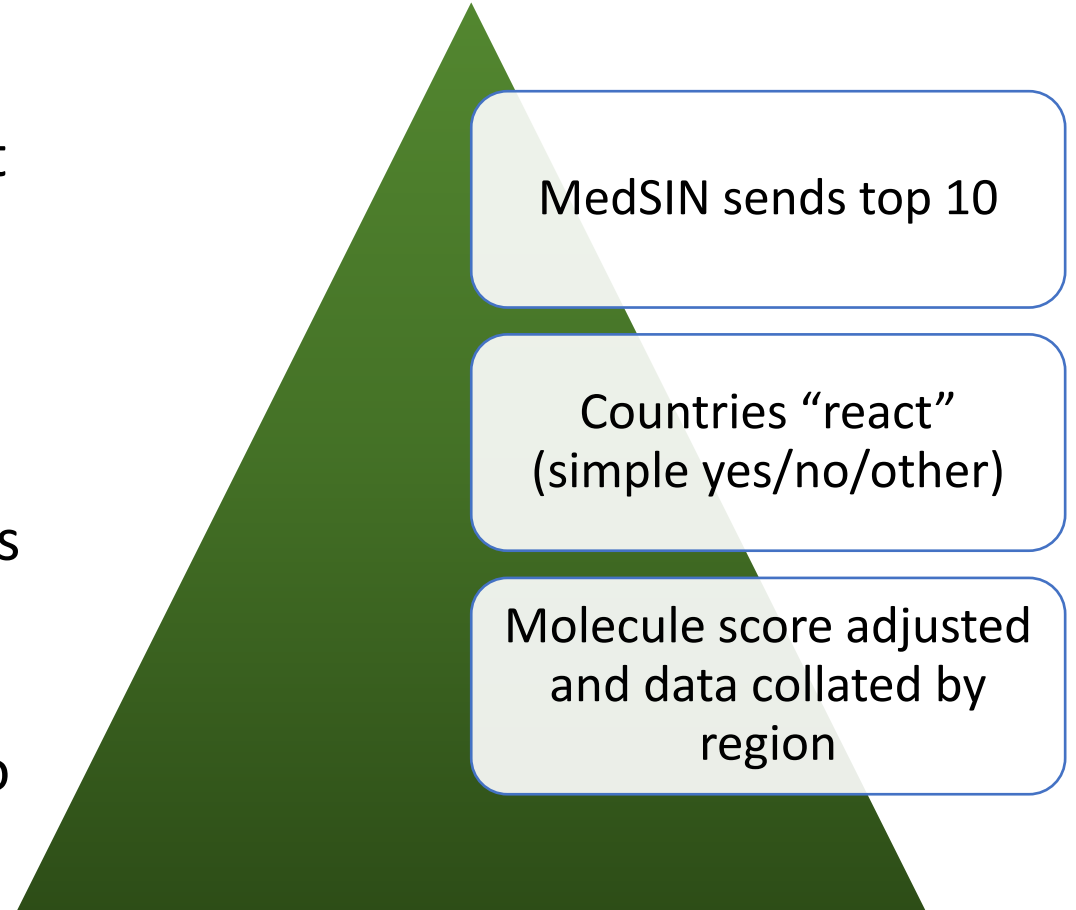 MedSIN sends top 10
Countries “react”
(simple yes/no/other)
Molecule score adjusted
and data collated by
region